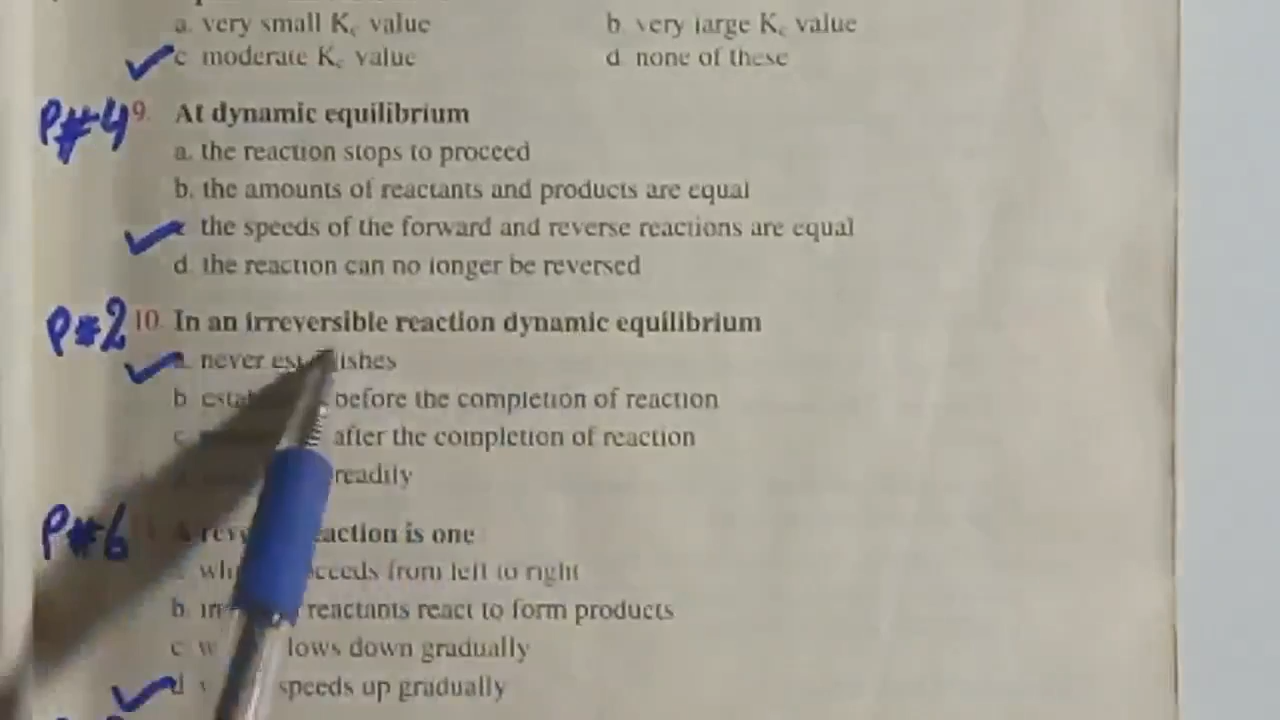 a. very small Kc value b. very large Kc value
c moderate Kc value d. none of these
P#4 9. At dynamic equilibrium
a. the reaction stops to proceed
b. the amounts of reactants and products are equal
c the speeds of the forward and reverse reactions are equal
d. the reaction can no longer be reversed
P#2 10. In an irreversible reaction dynamic equilibrium
a. never
b before the completion of reaction
c after the completion of reaction
readily
P#6 is one
from left to right
b. reactants react to form products
c down gradually
d speeds up gradually